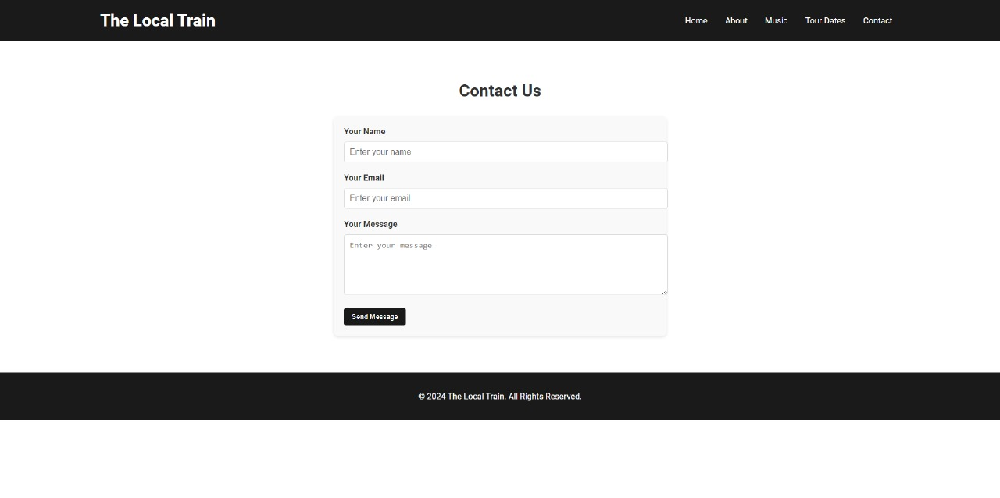 The Local Train
Home About Music Tour Dates Contact
Contact Us
Your Name
Enter your name
Your Email
Enter your email
Your Message
Enter your message
Send Message
© 2024 The Local Train. All Rights Reserved.